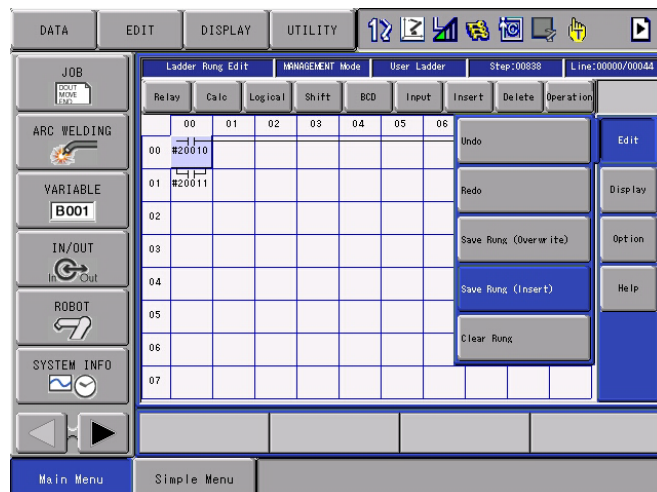 DATA EDIT DISPLAY UTILITY
JOB
DOUT
MOVE
END
ARC WELDING
VARIABLE
B001
IN/OUT
In Out
ROBOT
SYSTEM INFO
Ladder Rung Edit MANAGEMENT Mode User Ladder Step:00838 Line:00000/00044
Relay Calc Logical Shift BCD Input Insert Delete Operation
00 01 02 03 04 05 06
00 #20010
01 #20011
02
03
04
05
06
07
Undo
Redo
Save Rung (Overwrite)
Save Rung (Insert)
Clear Rung
Edit
Display
Option
Help
Main Menu Simple Menu